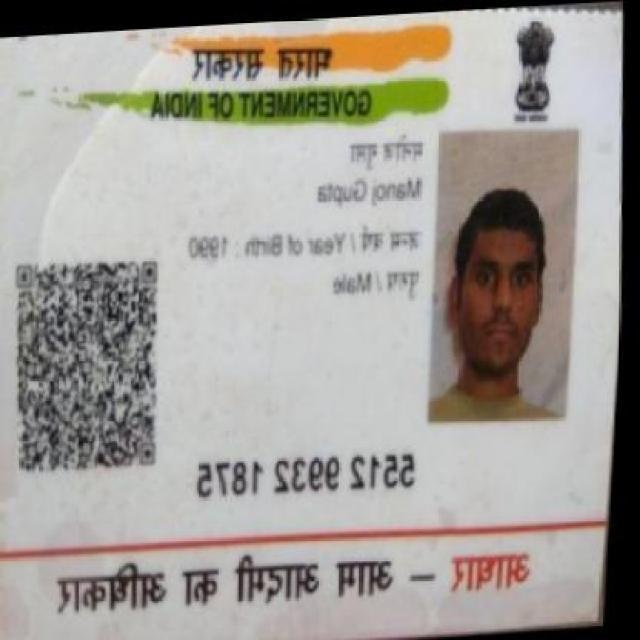 भारत सरकार
GOVERNMENT OF INDIA
मनोज गुप्ता
Manoj Gupta
जन्म वर्ष / Year of Birth : 1990
पुरुष / Male
5512 9932 1875
आधार — आम आदमी का अधिकार